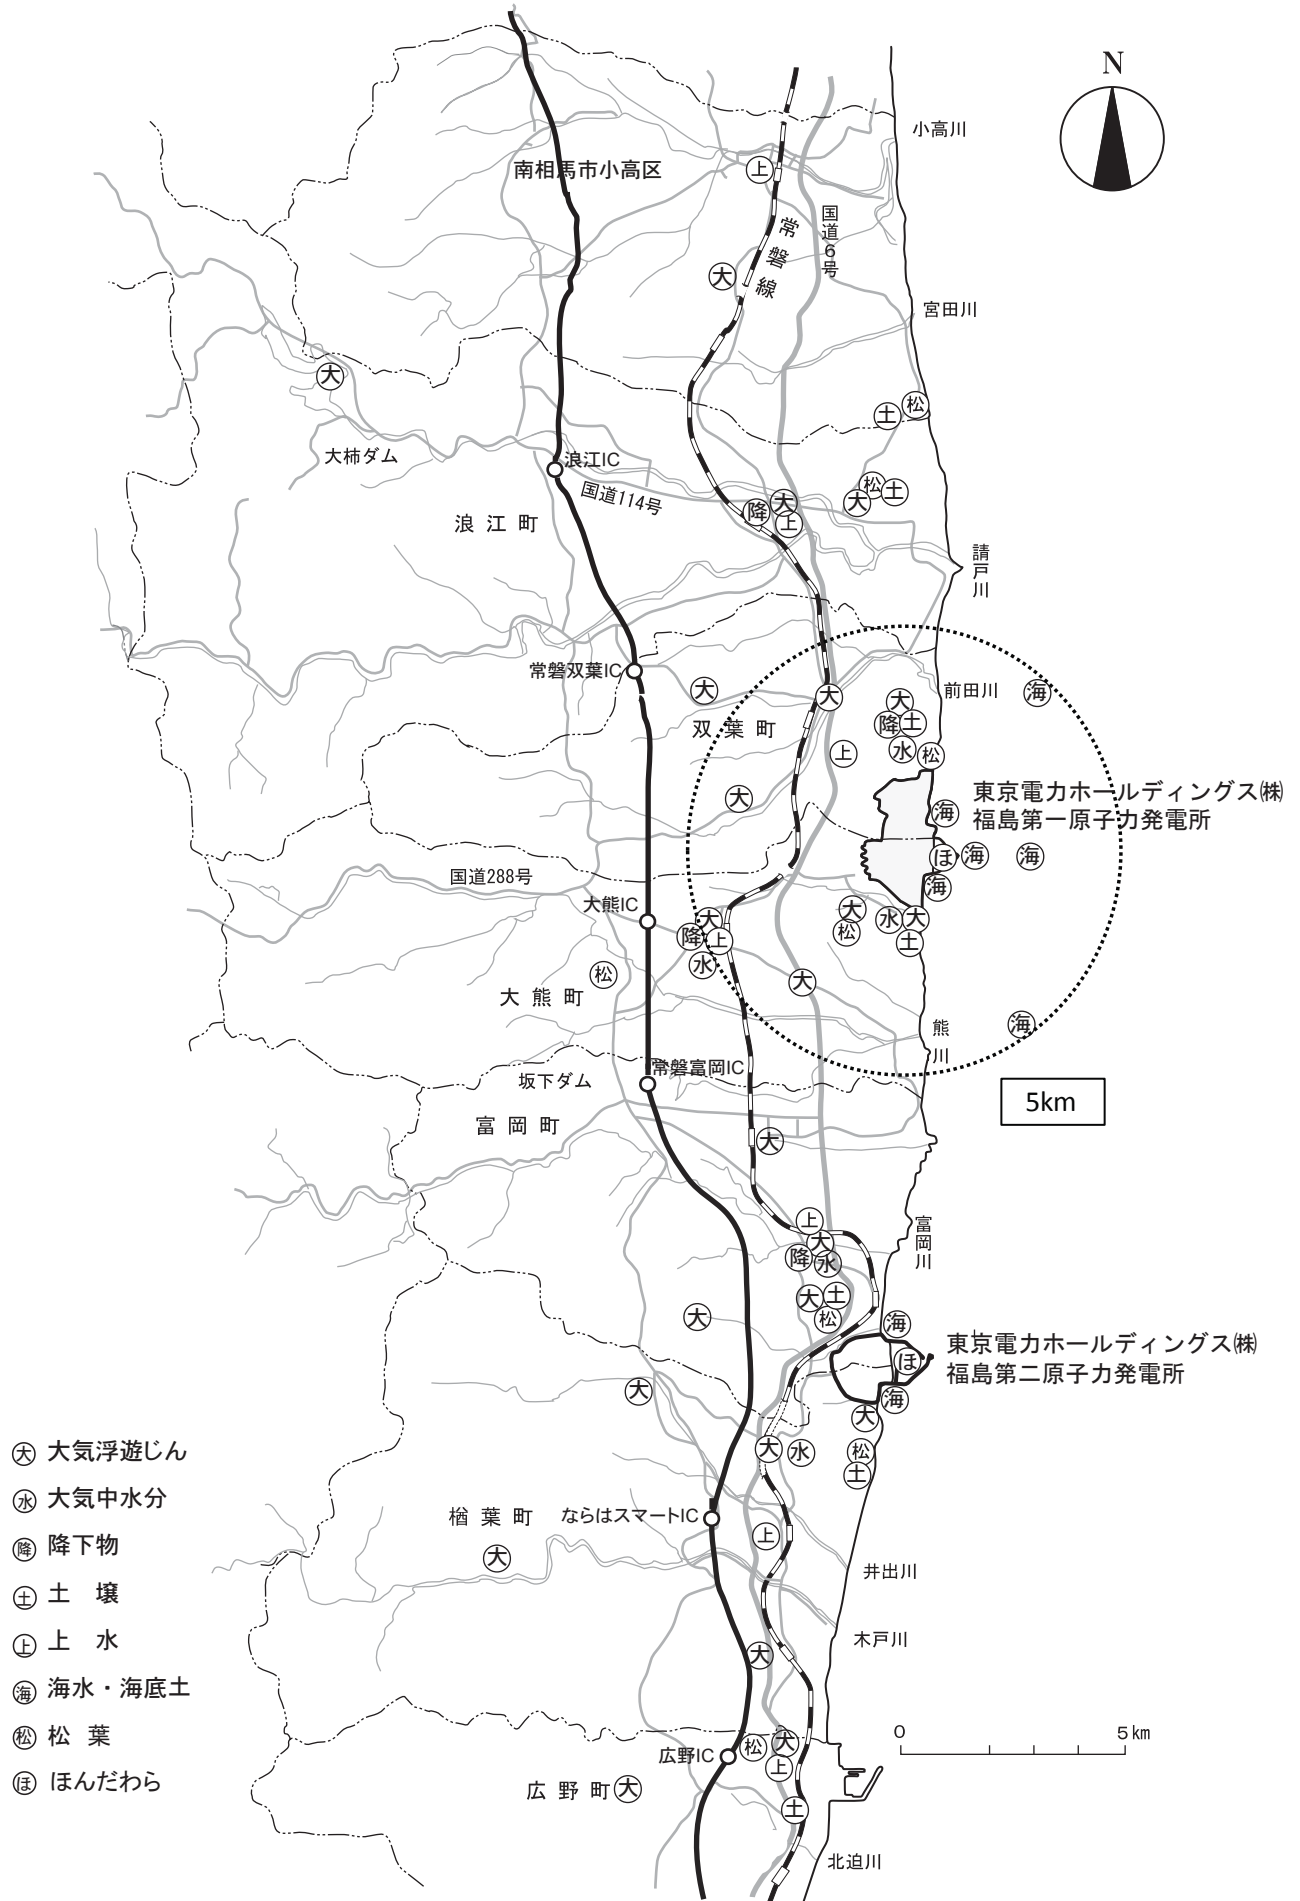 N
小高川
南相馬市小高区
上
国道6号
常磐線
大
宮田川
大
松
土
大柿ダム
浪江IC
国道114号
松
土
大
大
降
上
浪江町
請戸川
常磐双葉IC
大
大
前田川
海
大
降
土
双葉町
上
水
松
大
東京電力ホールディングス㈱
福島第一原子力発電所
海
ほ
海
海
海
国道288号
大熊IC
大
降
上
水
大
松
水
大
土
松
大熊町
大
海
熊川
坂下ダム
常磐富岡IC
5km
富岡町
大
上
大
降
水
富岡川
大
土
松
大
海
東京電力ホールディングス㈱
福島第二原子力発電所
ほ
海
大
大
大
水
松
土
大 大気浮遊じん
水 大気中水分
降 降下物
土 土 壌
上 上 水
海 海水・海底土
松 松 葉
ほ ほんだわら
楢葉町
ならはスマートIC
上
大
井出川
木戸川
大
0
5km
広野IC
松
大
上
広野町
大
土
北迫川